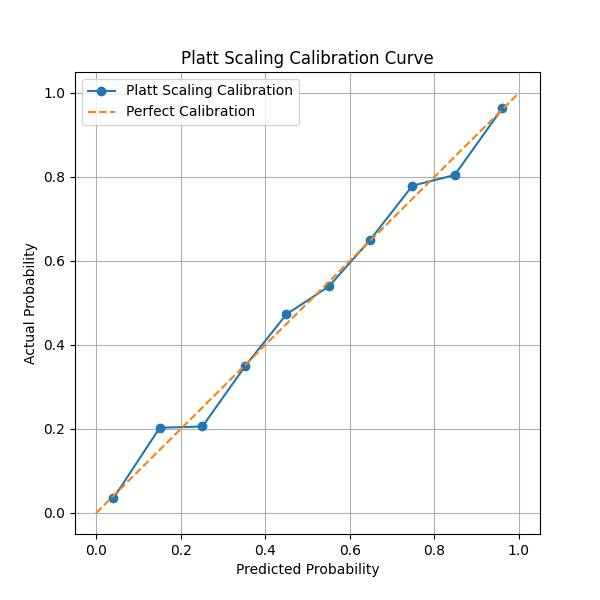 Platt Scaling Calibration Curve
Platt Scaling Calibration
Perfect Calibration
Actual Probability
1.0
0.8
0.6
0.4
0.2
0.0
0.0 0.2 0.4 0.6 0.8 1.0
Predicted Probability